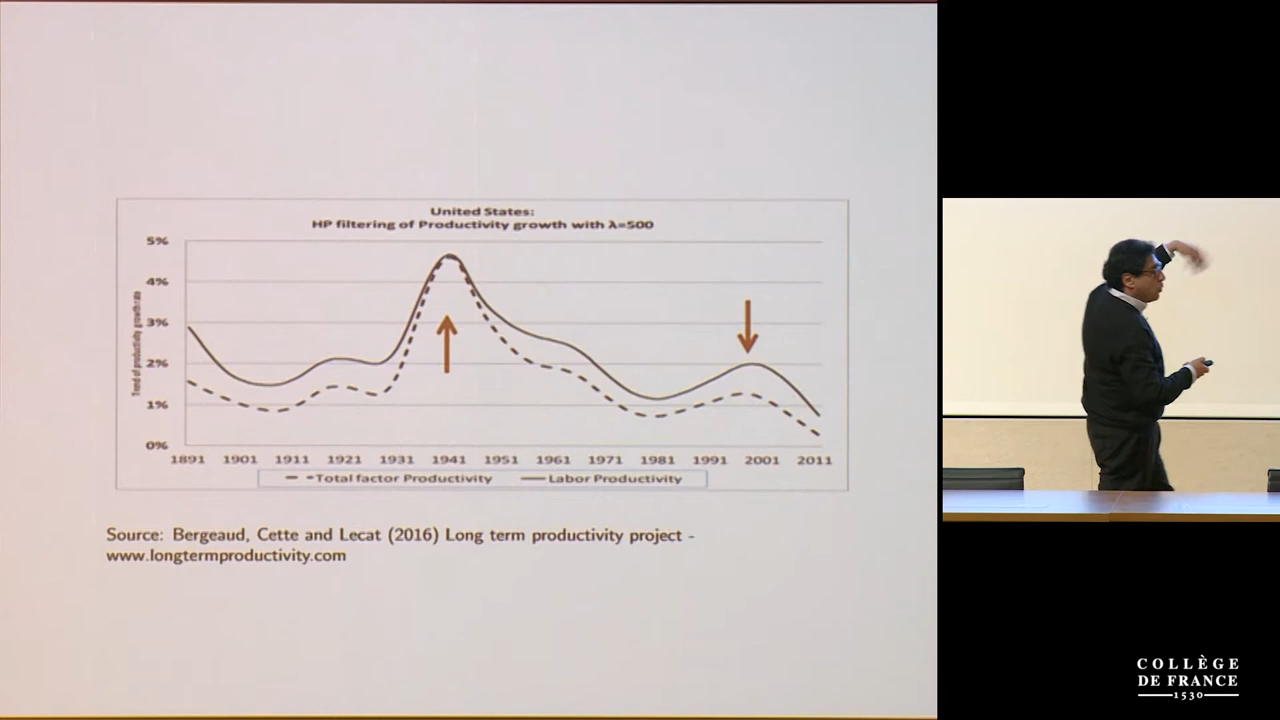 United States:
HP filtering of Productivity growth with λ=500
Trend of productivity growth rate
5%
4%
3%
2%
1%
0%
1891 1901 1911 1921 1931 1941 1951 1961 1971 1981 1991 2001 2011
Total factor Productivity Labor Productivity
Source: Bergeaud, Cette and Lecat (2016) Long term productivity project -
www.longtermproductivity.com
COLLÈGE
DE FRANCE
1530